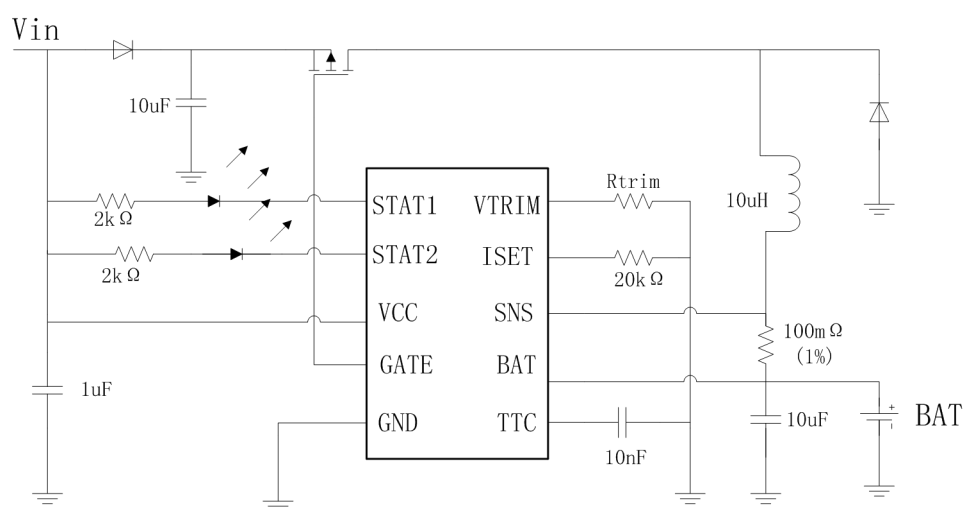 Vin
10uF
2kΩ
2kΩ
1uF
STAT1
STAT2
VCC
GATE
GND
VTRIM
ISET
SNS
BAT
TTC
Rtrim
20kΩ
10nF
10uH
100mΩ
(1%)
10uF
+
BAT